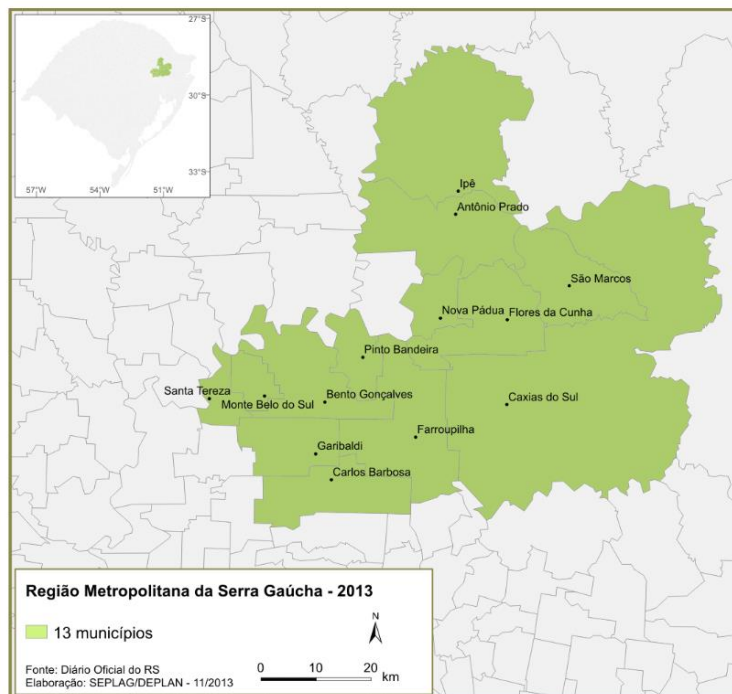 27°S
30°S
33°S
57°W
54°W
51°W
Ipê
Antônio Prado
São Marcos
Nova Pádua
Flores da Cunha
Pinto Bandeira
Santa Tereza
Monte Belo do Sul
Bento Gonçalves
Caxias do Sul
Farroupilha
Garibaldi
Carlos Barbosa
Região Metropolitana da Serra Gaúcha - 2013
13 municípios
N
Fonte: Diário Oficial do RS
Elaboração: SEPLAG/DEPLAN - 11/2013
0 10 20
km